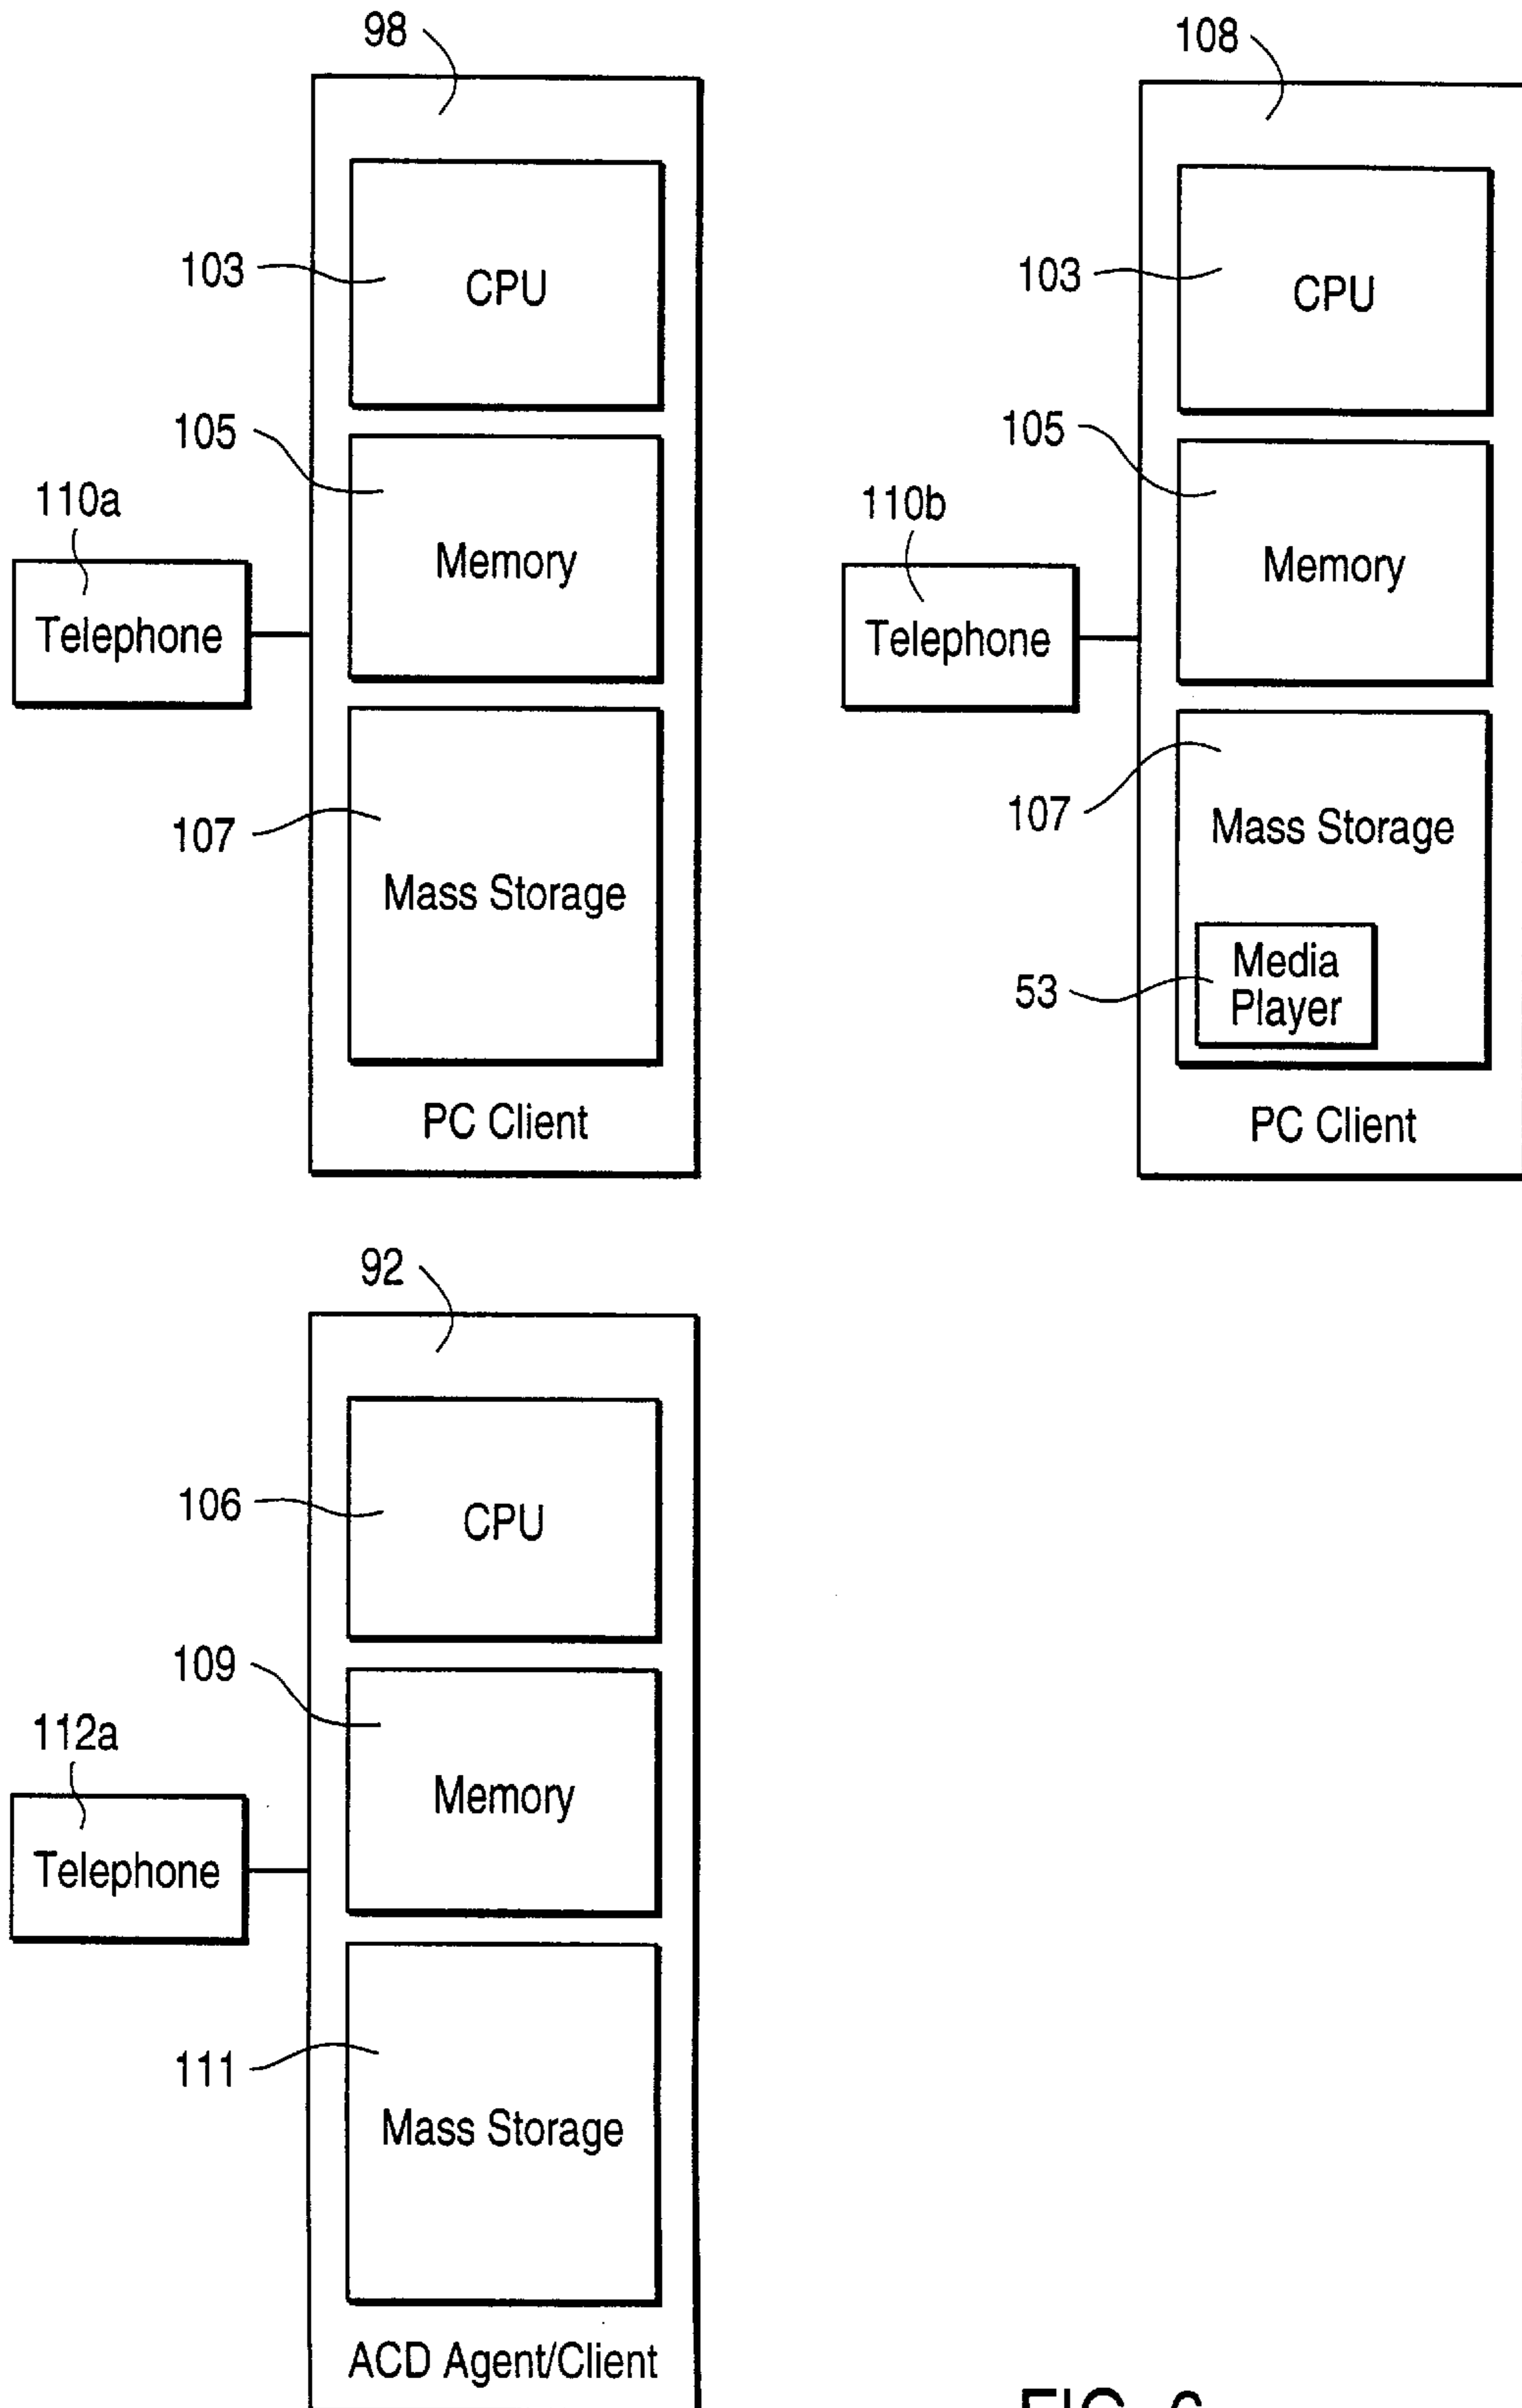 98
103
CPU
105
Memory
110a
Telephone
107
Mass Storage
PC Client
108
103
CPU
105
Memory
110b
Telephone
107
Mass Storage
53
Media
Player
PC Client
92
106
CPU
109
Memory
112a
Telephone
111
Mass Storage
ACD Agent/Client